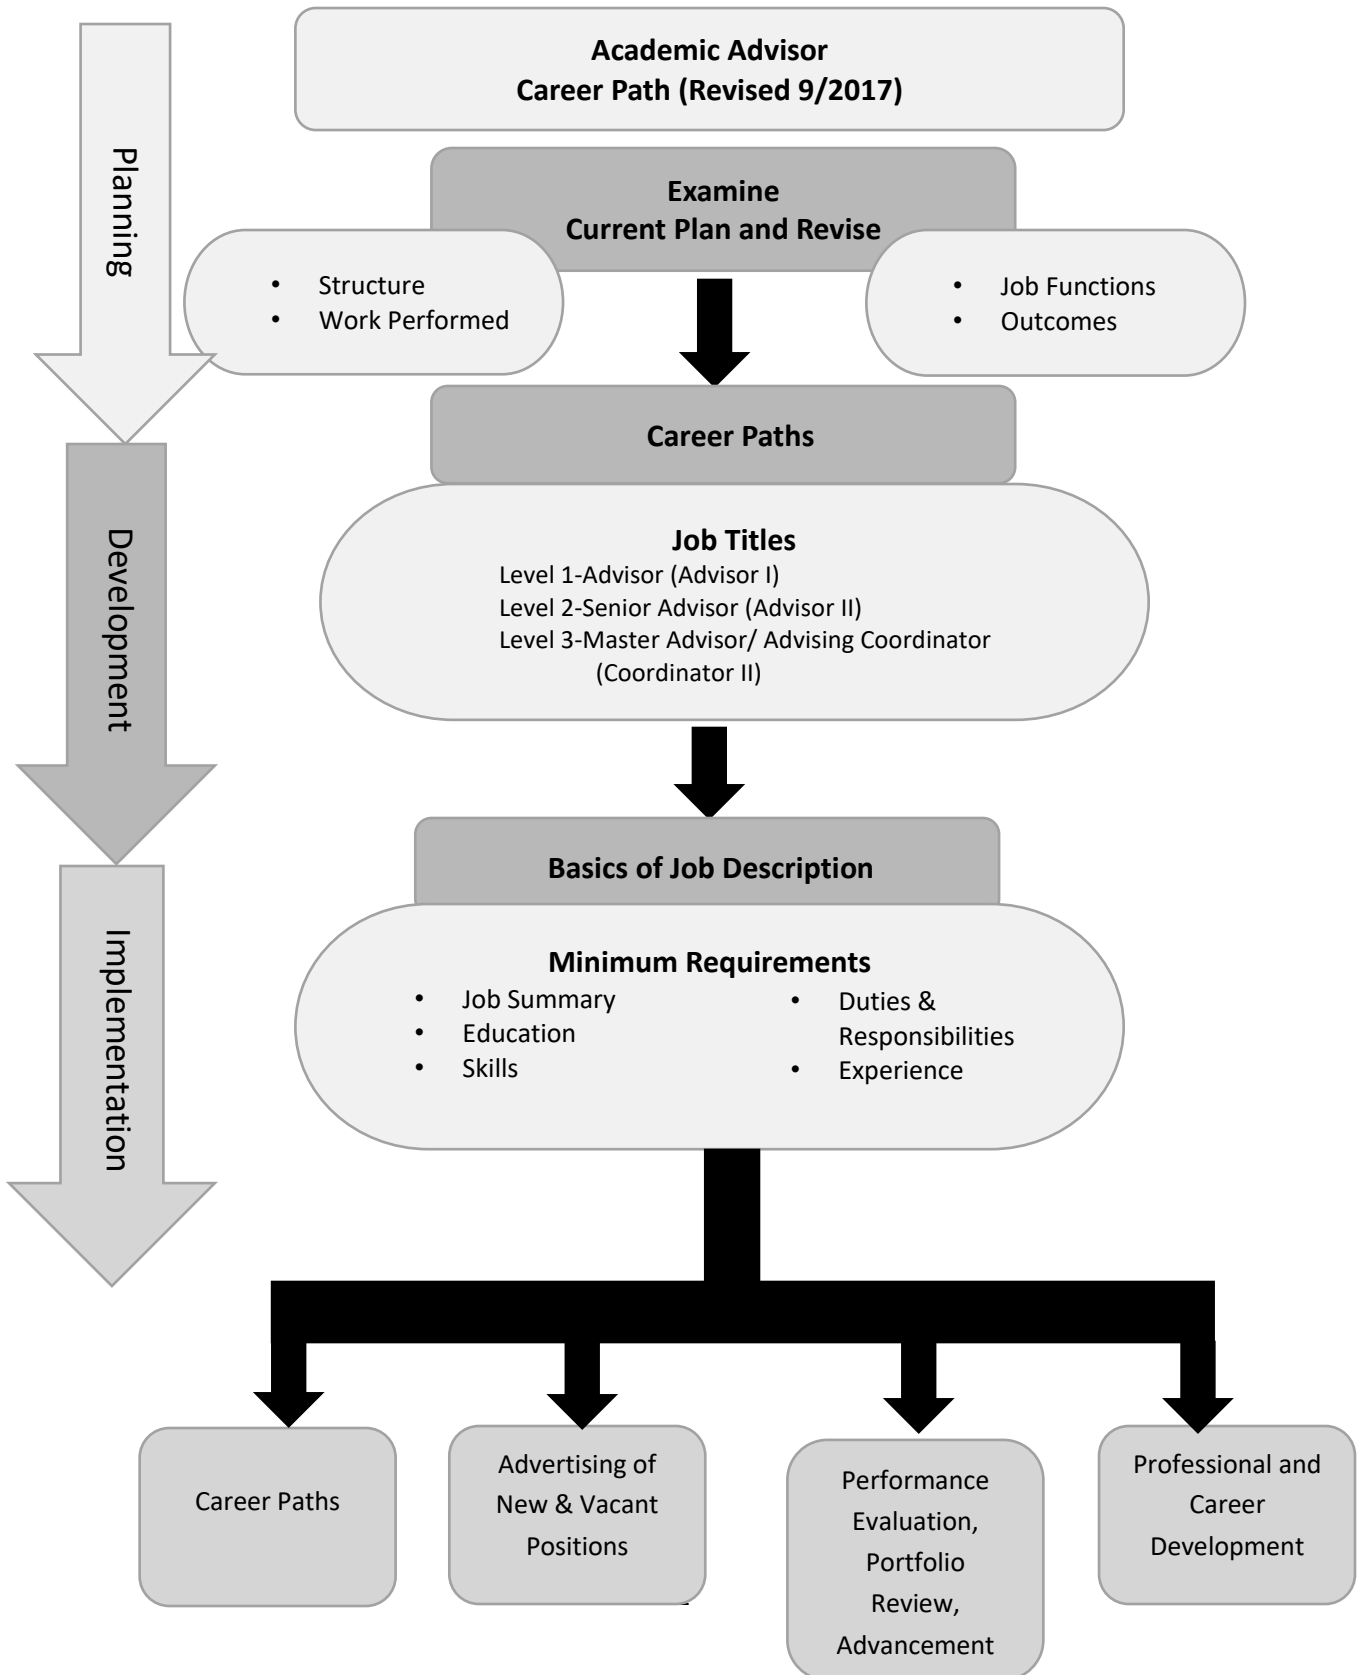 Academic Advisor
Career Path (Revised 9/2017)
Planning
Examine
Current Plan and Revise
• Structure
• Work Performed
• Job Functions
• Outcomes
Career Paths
Development
Job Titles
Level 1-Advisor (Advisor I)
Level 2-Senior Advisor (Advisor II)
Level 3-Master Advisor/ Advising Coordinator
(Coordinator II)
Basics of Job Description
Implementation
Minimum Requirements
• Job Summary
• Education
• Skills
• Duties &
Responsibilities
• Experience
Career Paths
Advertising of
New & Vacant
Positions
Performance
Evaluation,
Portfolio
Review,
Advancement
Professional and
Career
Development